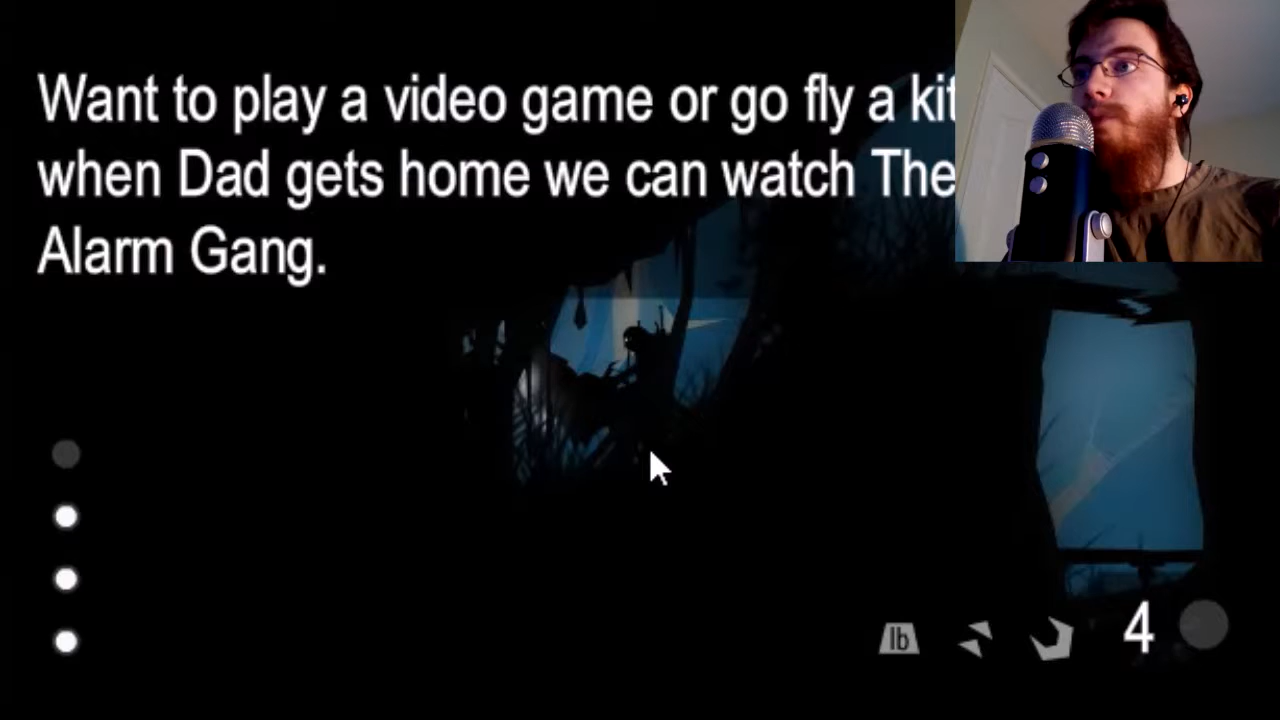 Want to play a video game or go fly a kit
when Dad gets home we can watch The
Alarm Gang.
lb
4